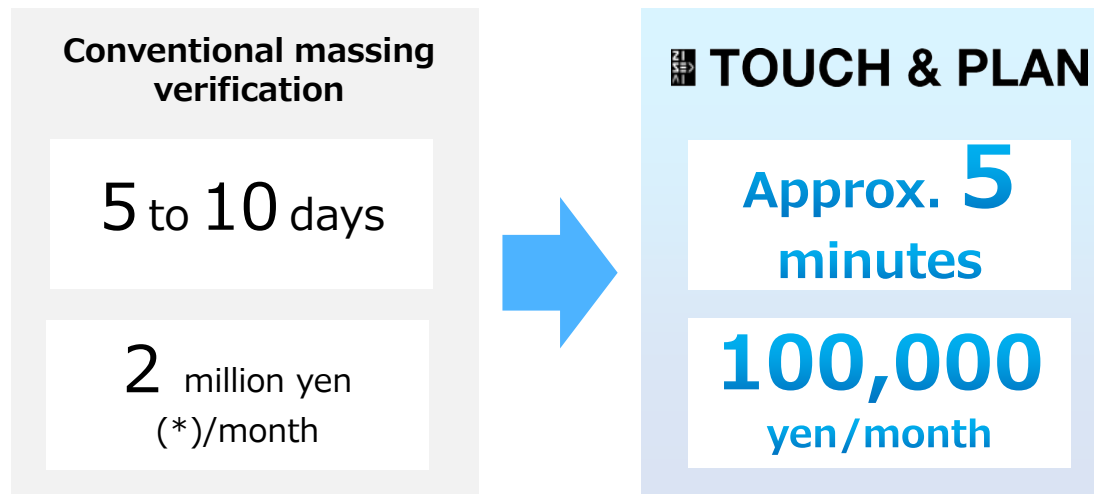 Conventional massing
verification
5 to 10 days
2 million yen
(*)/month
ZISEDAI TOUCH & PLAN
Approx. 5
minutes
100,000
yen/month